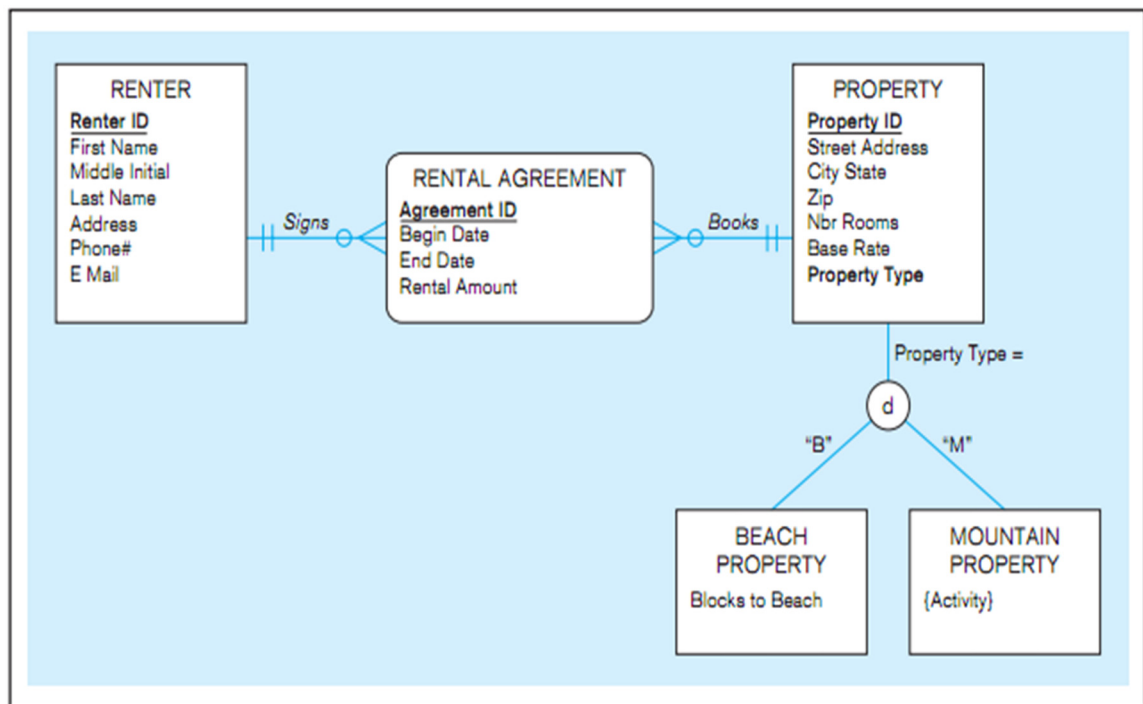 RENTER
Renter ID
First Name
Middle Initial
Last Name
Address
Phone#
E Mail
Signs
RENTAL AGREEMENT
Agreement ID
Begin Date
End Date
Rental Amount
Books
PROPERTY
Property ID
Street Address
City State
Zip
Nbr Rooms
Base Rate
Property Type
Property Type =
d
“B”
“M”
BEACH
PROPERTY
Blocks to Beach
MOUNTAIN
PROPERTY
{Activity}